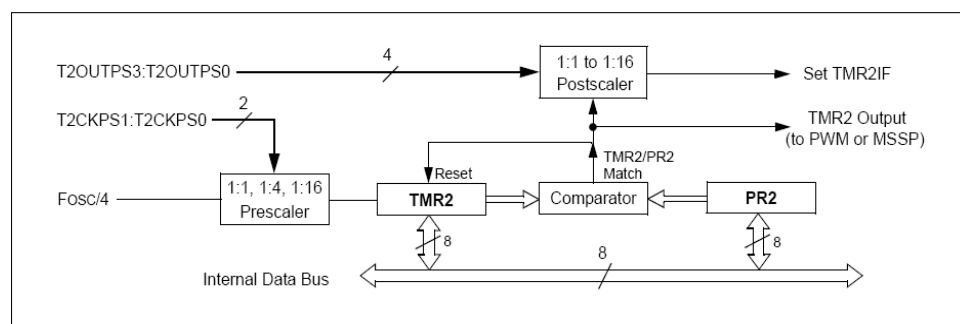 T2OUTPS3:T2OUTPS0
4
1:1 to 1:16
Postscaler
Set TMR2IF
T2CKPS1:T2CKPS0
2
TMR2 Output
(to PWM or MSSP)
TMR2/PR2
Match
Reset
Fosc/4
1:1, 1:4, 1:16
Prescaler
TMR2
Comparator
PR2
8
8
8
Internal Data Bus